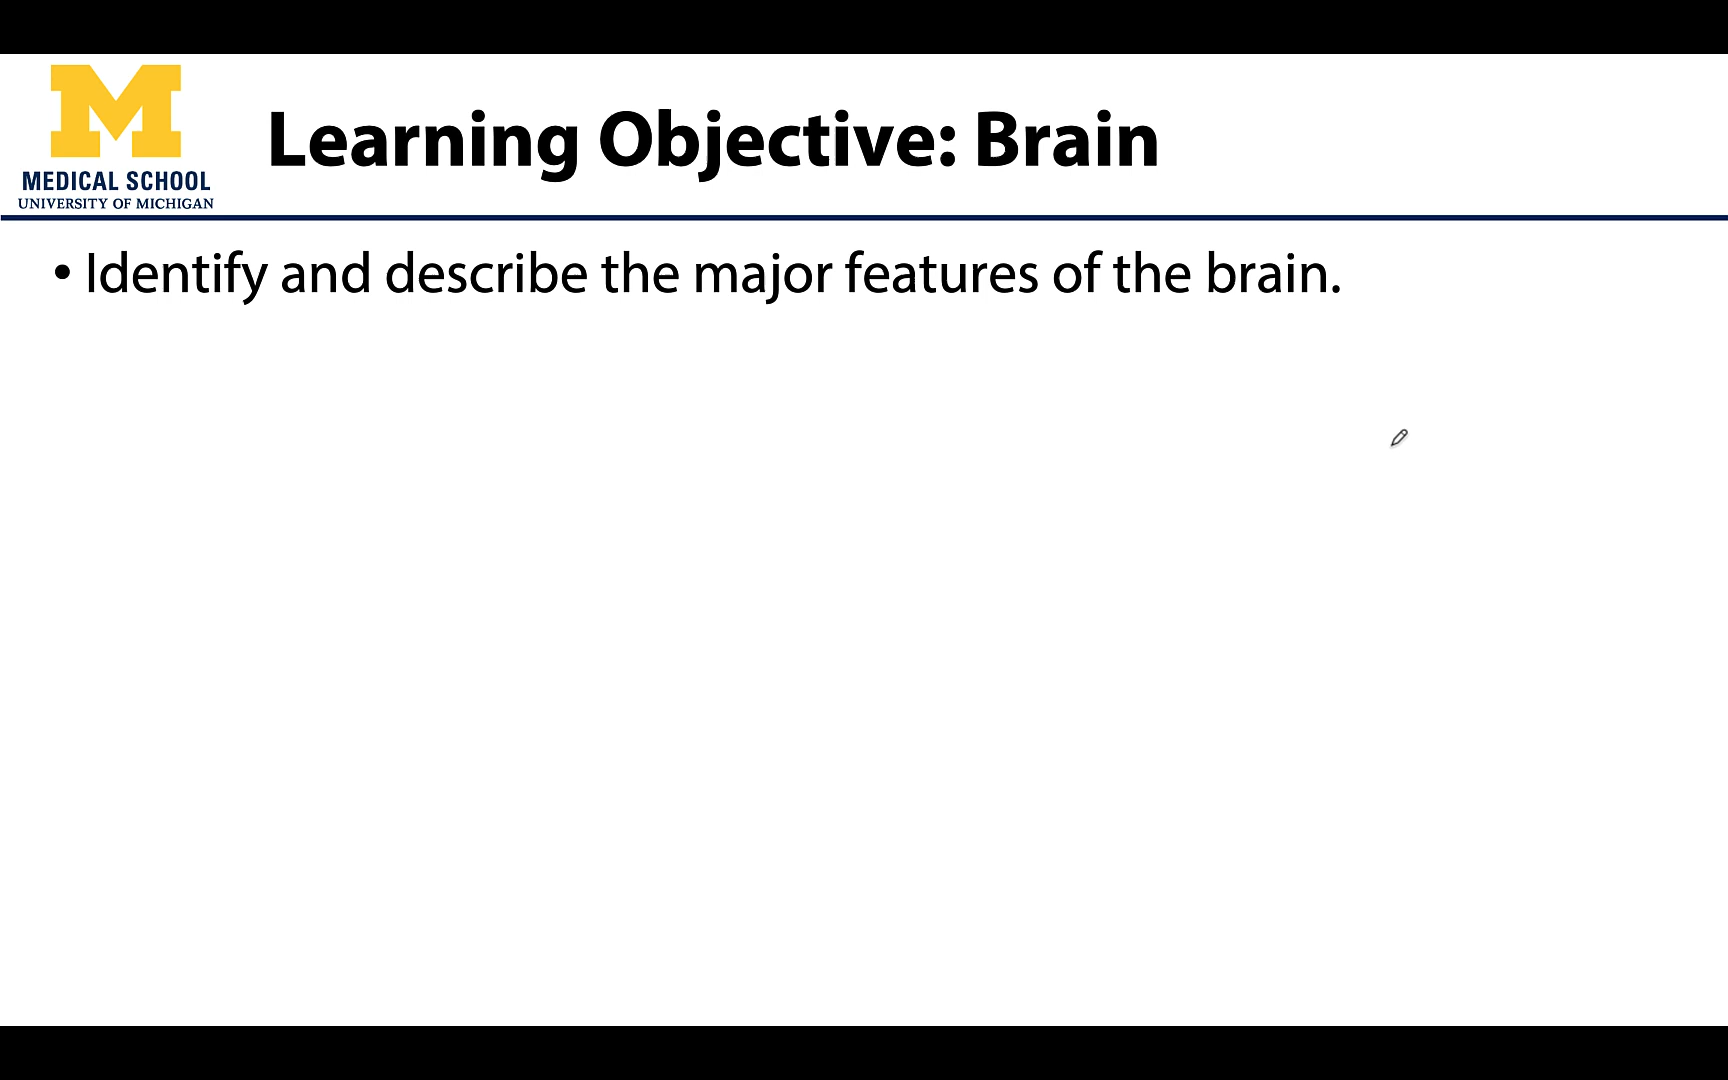 M
MEDICAL SCHOOL
UNIVERSITY OF MICHIGAN
Learning Objective: Brain
• Identify and describe the major features of the brain.